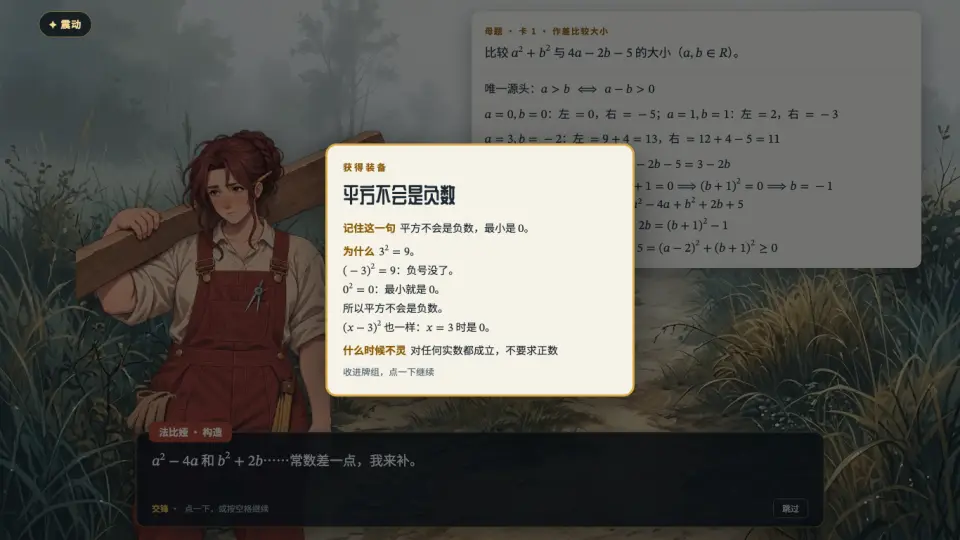 ✦ 震动
母题 · 卡 1 · 作差比较大小
比较 a² + b² 与 4a − 2b − 5 的大小（a, b ∈ R）。
唯一源头：a > b ⟺ a − b > 0
a = 0, b = 0：左 = 0，右 = −5；a = 1, b = 1：左 = 2，右 = −3
a = 3, b = −2：左 = 9 + 4 = 13，右 = 12 + 4 − 5 = 11
− 2b − 5 = 3 − 2b
+ 1 = 0 ⟹ (b + 1)² = 0 ⟹ b = −1
² − 4a + b² + 2b + 5
2b = (b + 1)² − 1
5 = (a − 2)² + (b + 1)² ≥ 0
获得装备
平方不会是负数
记住这一句 平方不会是负数，最小是 0。
为什么 3² = 9。
(−3)² = 9：负号没了。
0² = 0：最小就是 0。
所以平方不会是负数。
(x − 3)² 也一样：x = 3 时是 0。
什么时候不灵 对任何实数都成立，不要求正数
收进牌组，点一下继续
法比娅 · 构造
a² − 4a 和 b² + 2b……常数差一点，我来补。
交锋 · 点一下，或按空格继续
跳过